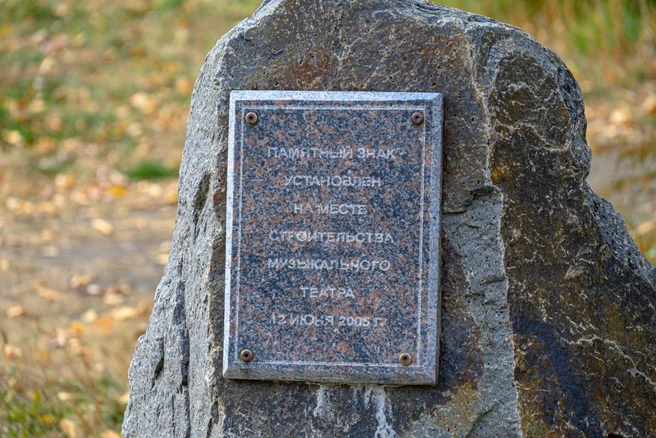 ПАМЯТНЫЙ ЗНАК
УСТАНОВЛЕН
НА МЕСТЕ
СТРОИТЕЛЬСТВА
МУЗЫКАЛЬНОГО
ТЕАТРА
12 ИЮНЯ 2005 Г.